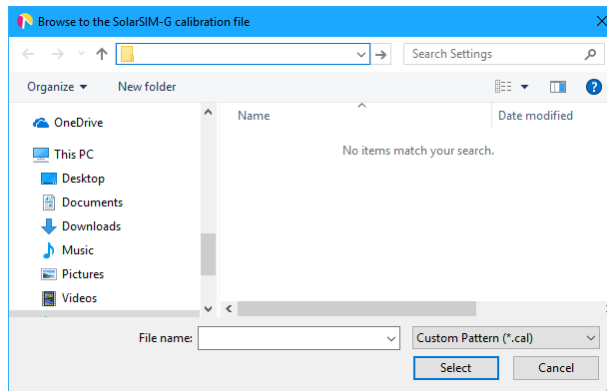 Browse to the SolarSIM-G calibration file
Search Settings
Organize
New folder
Name
Date modified
No items match your search.
OneDrive
This PC
Desktop
Documents
Downloads
Music
Pictures
Videos
File name:
Custom Pattern (*.cal)
Select
Cancel